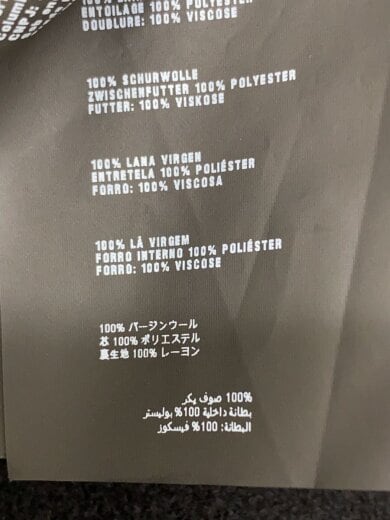 ENTOILAGE 100% POLYESTER
DOUBLURE: 100% VISCOSE
100% SCHURWOLLE
ZWISCHENFUTTER 100% POLYESTER
FUTTER: 100% VISKOSE
100% LANA VIRGEN
ENTRETELA 100% POLIÉSTER
FORRO: 100% VISCOSA
100% LÃ VIRGEM
FORRO INTERNO 100% POLIÉSTER
FORRO: 100% VISCOSE
100% バージンウール
芯 100% ポリエステル
裏生地 100% レーヨン
100% صوف بكر
بطانة داخلية 100% بوليستر
البطانة: 100% فيسكوز